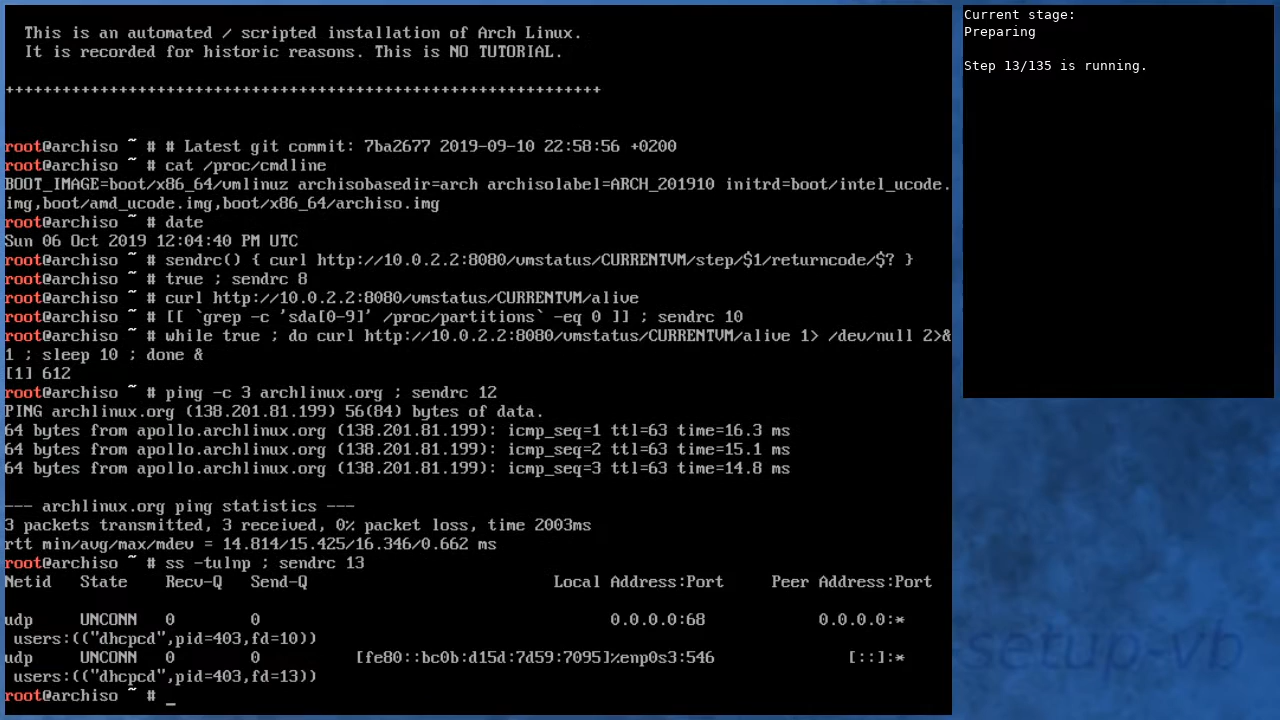 This is an automated / scripted installation of Arch Linux.
It is recorded for historic reasons. This is NO TUTORIAL.
+++++++++++++++++++++++++++++++++++++++++++++++++++++++++++++++
root@archiso ~ # # Latest git commit: 7ba2677 2019-09-10 22:58:56 +0200
root@archiso ~ # cat /proc/cmdline
BOOT_IMAGE=boot/x86_64/vmlinuz archisobasedir=arch archisolabel=ARCH_201910 initrd=boot/intel_ucode.
img,boot/amd_ucode.img,boot/x86_64/archiso.img
root@archiso ~ # date
Sun 06 Oct 2019 12:04:40 PM UTC
root@archiso ~ # sendrc() { curl http://10.0.2.2:8080/vmstatus/CURRENTVM/step/$1/returncode/$? }
root@archiso ~ # true ; sendrc 8
root@archiso ~ # curl http://10.0.2.2:8080/vmstatus/CURRENTVM/alive
root@archiso ~ # [[ `grep -c 'sda[0-9]' /proc/partitions` -eq 0 ]] ; sendrc 10
root@archiso ~ # while true ; do curl http://10.0.2.2:8080/vmstatus/CURRENTVM/alive 1> /dev/null 2>&
1 ; sleep 10 ; done &
[1] 612
root@archiso ~ # ping -c 3 archlinux.org ; sendrc 12
PING archlinux.org (138.201.81.199) 56(84) bytes of data.
64 bytes from apollo.archlinux.org (138.201.81.199): icmp_seq=1 ttl=63 time=16.3 ms
64 bytes from apollo.archlinux.org (138.201.81.199): icmp_seq=2 ttl=63 time=15.1 ms
64 bytes from apollo.archlinux.org (138.201.81.199): icmp_seq=3 ttl=63 time=14.8 ms
--- archlinux.org ping statistics ---
3 packets transmitted, 3 received, 0% packet loss, time 2003ms
rtt min/avg/max/mdev = 14.814/15.425/16.346/0.662 ms
root@archiso ~ # ss -tulnp ; sendrc 13
Netid State Recv-Q Send-Q Local Address:Port Peer Address:Port
udp UNCONN 0 0 0.0.0.0:68 0.0.0.0:*
users:(("dhcpcd",pid=403,fd=10))
udp UNCONN 0 0 [fe80::bc0b:d15d:7d59:7095]%enp0s3:546 [::]:*
users:(("dhcpcd",pid=403,fd=13))
root@archiso ~ # _
Current stage:
Preparing
Step 13/135 is running.
setup-vb